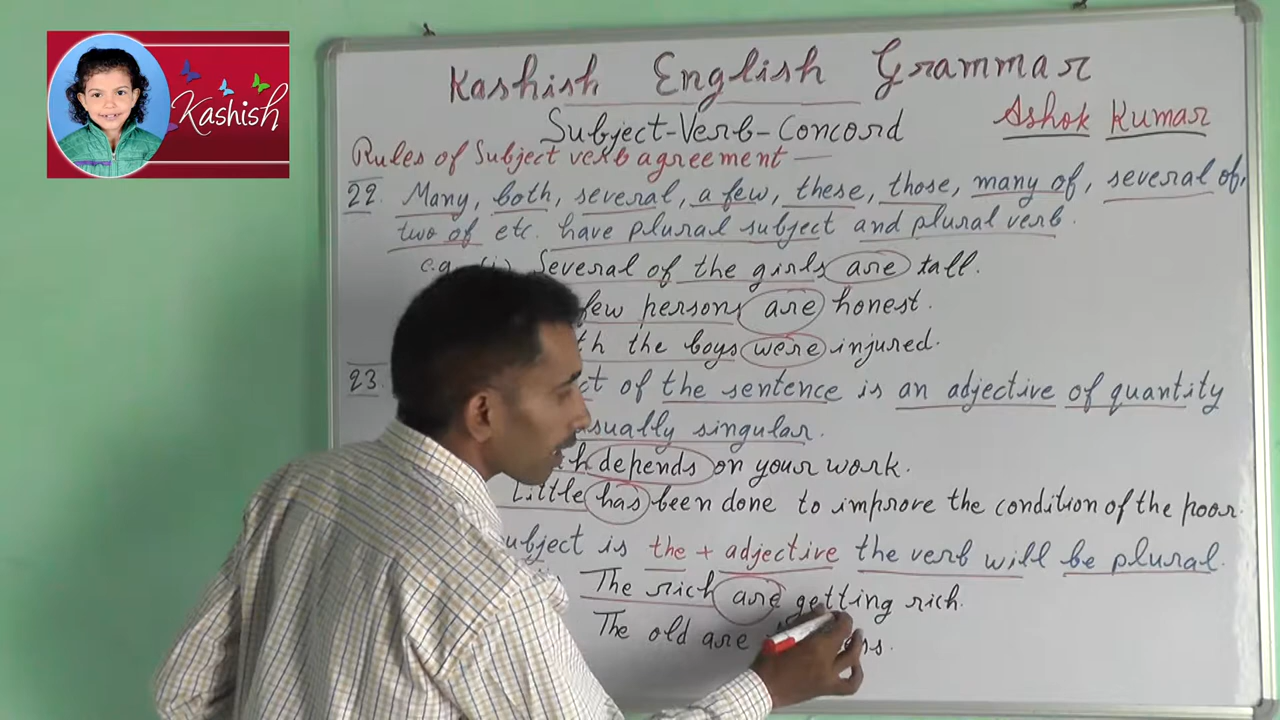 Kashish
Kashish English Grammar
Subject-Verb-Concord
Ashok Kumar
Rules of Subject verb agreement —
22. Many, both, several, a few, these, those, many of, several of,
two of etc. have plural subject and plural verb.
e.g. (i) Several of the girls are tall.
few persons are honest.
the boys were injured.
23. of the sentence is an adjective of quantity
usually singular.
depends on your work.
Little has been done to improve the condition of the poor.
subject is the + adjective the verb will be plural.
The rich are getting rich.
The old are